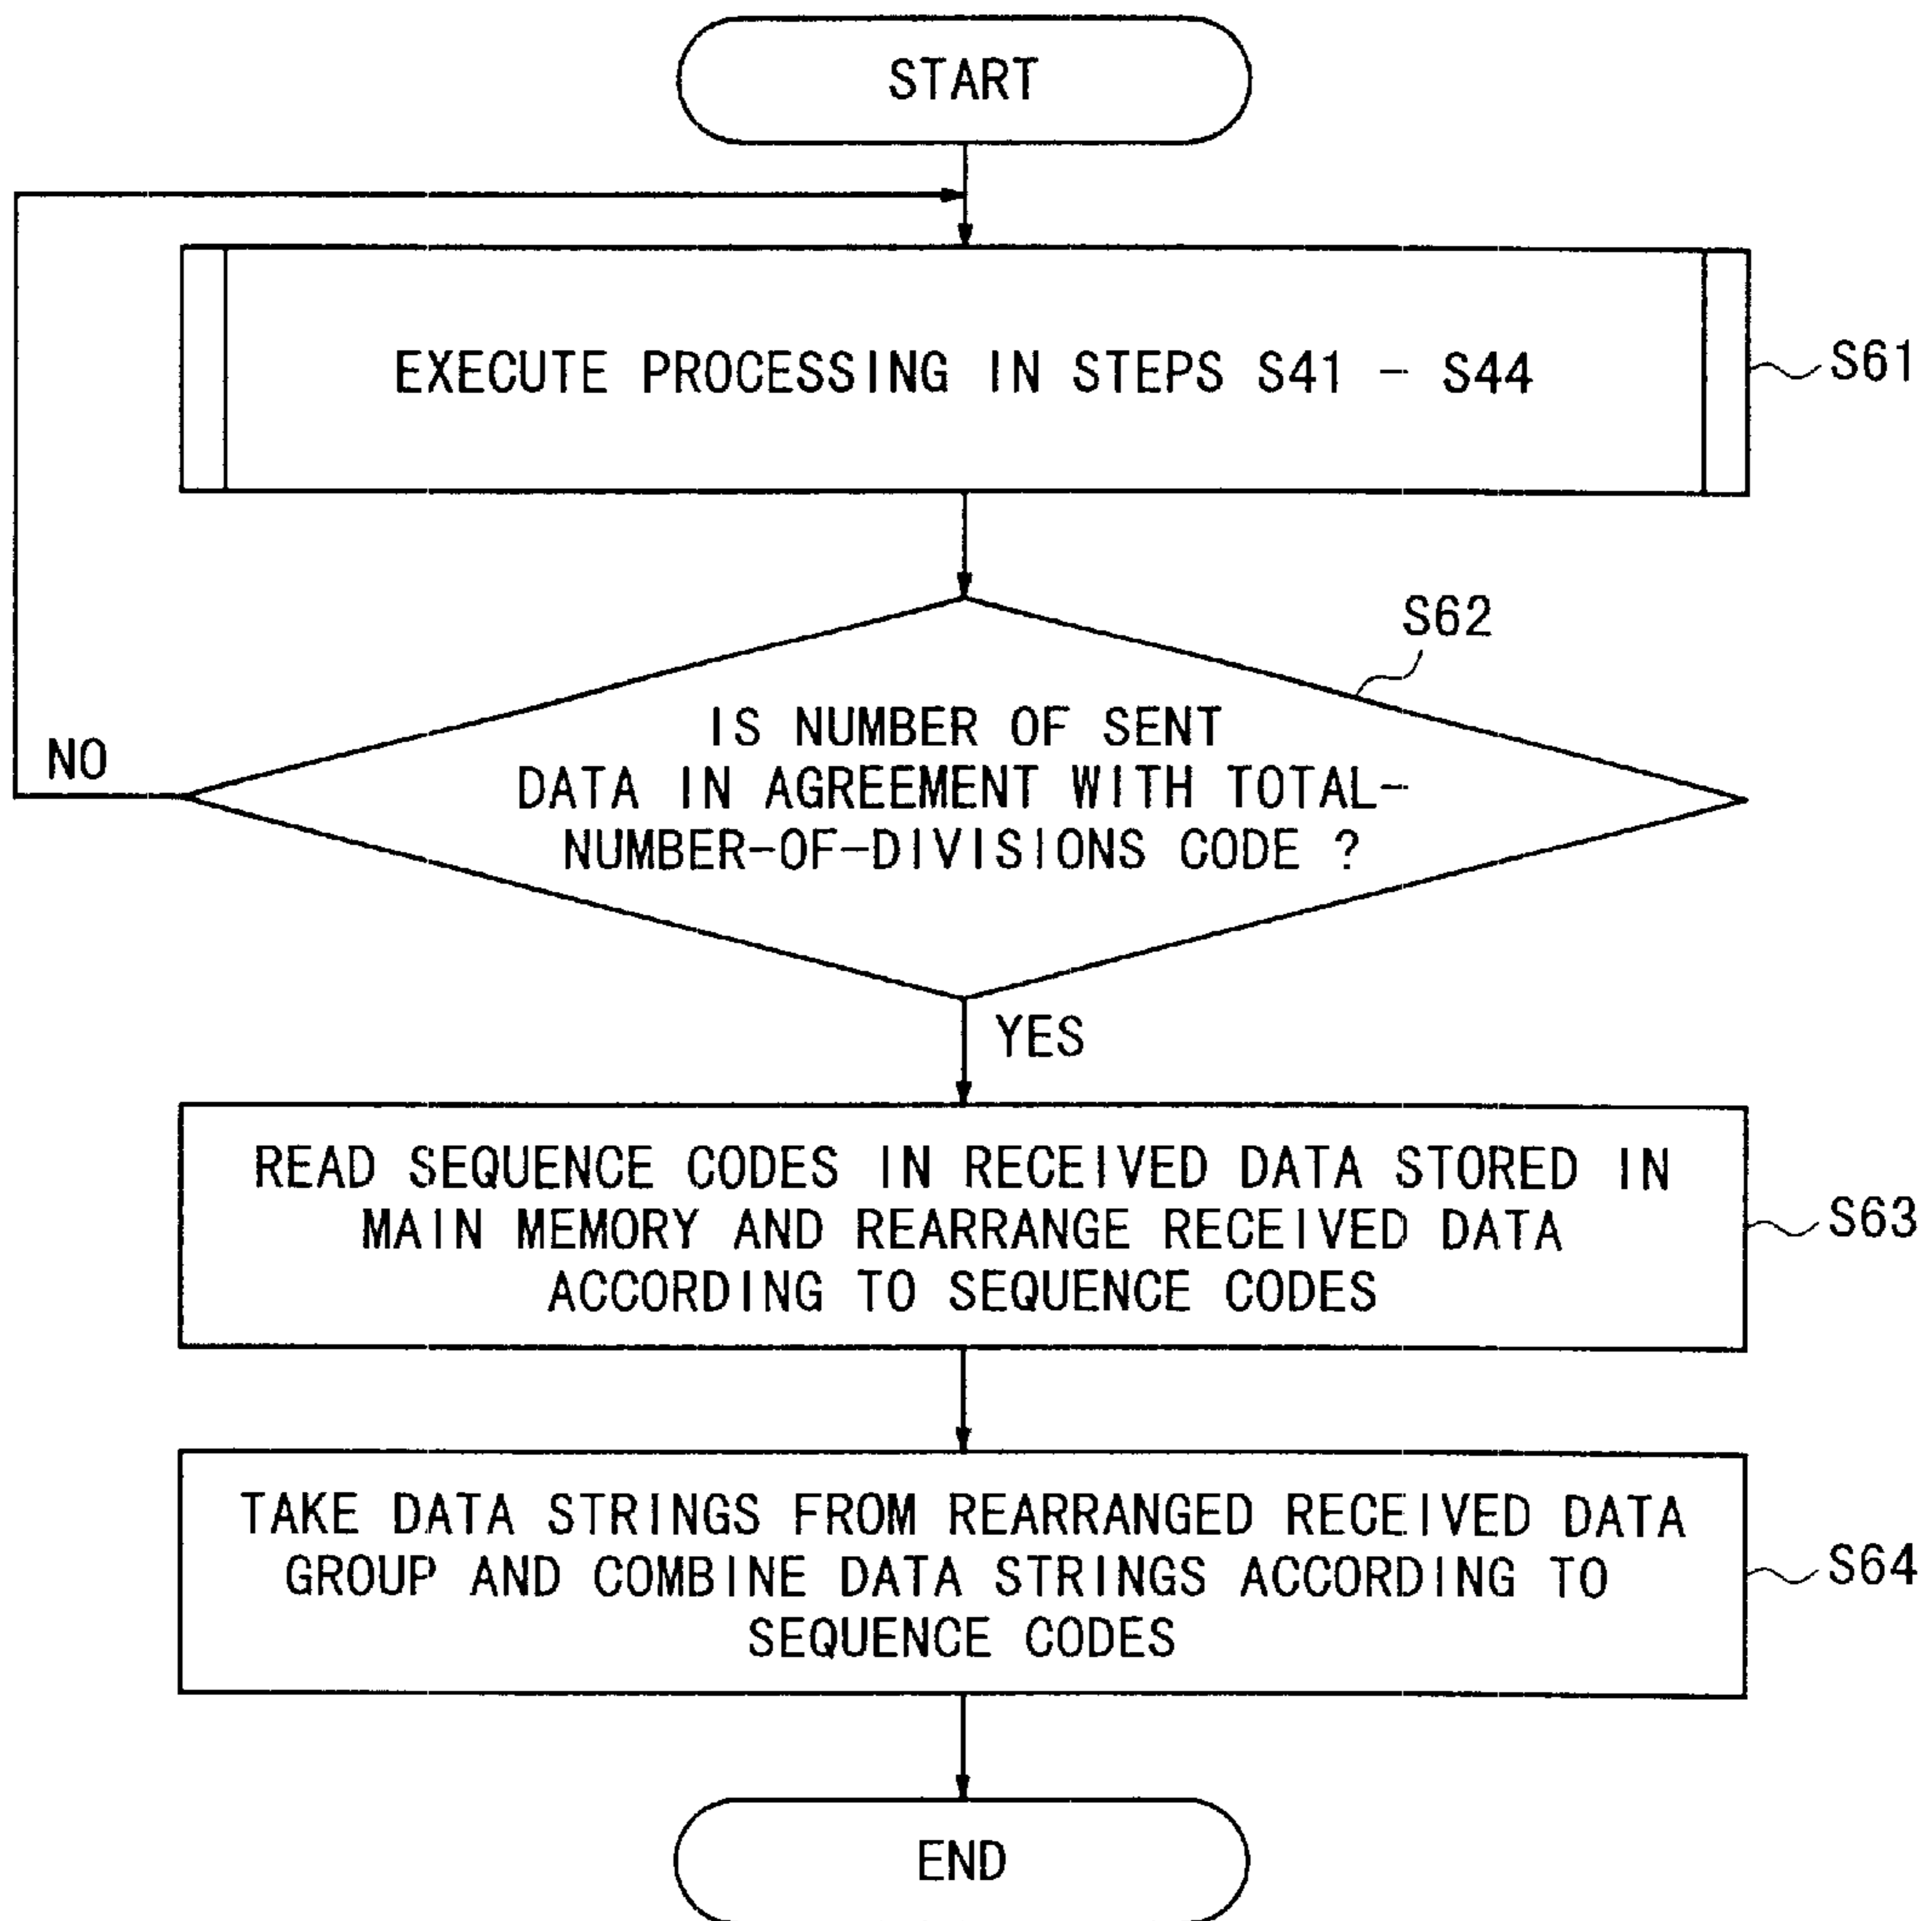 START
EXECUTE PROCESSING IN STEPS S41 - S44
S61
S62
IS NUMBER OF SENT
DATA IN AGREEMENT WITH TOTAL-
NUMBER-OF-DIVISIONS CODE ?
NO
YES
READ SEQUENCE CODES IN RECEIVED DATA STORED IN
MAIN MEMORY AND REARRANGE RECEIVED DATA
ACCORDING TO SEQUENCE CODES
S63
TAKE DATA STRINGS FROM REARRANGED RECEIVED DATA
GROUP AND COMBINE DATA STRINGS ACCORDING TO
SEQUENCE CODES
S64
END